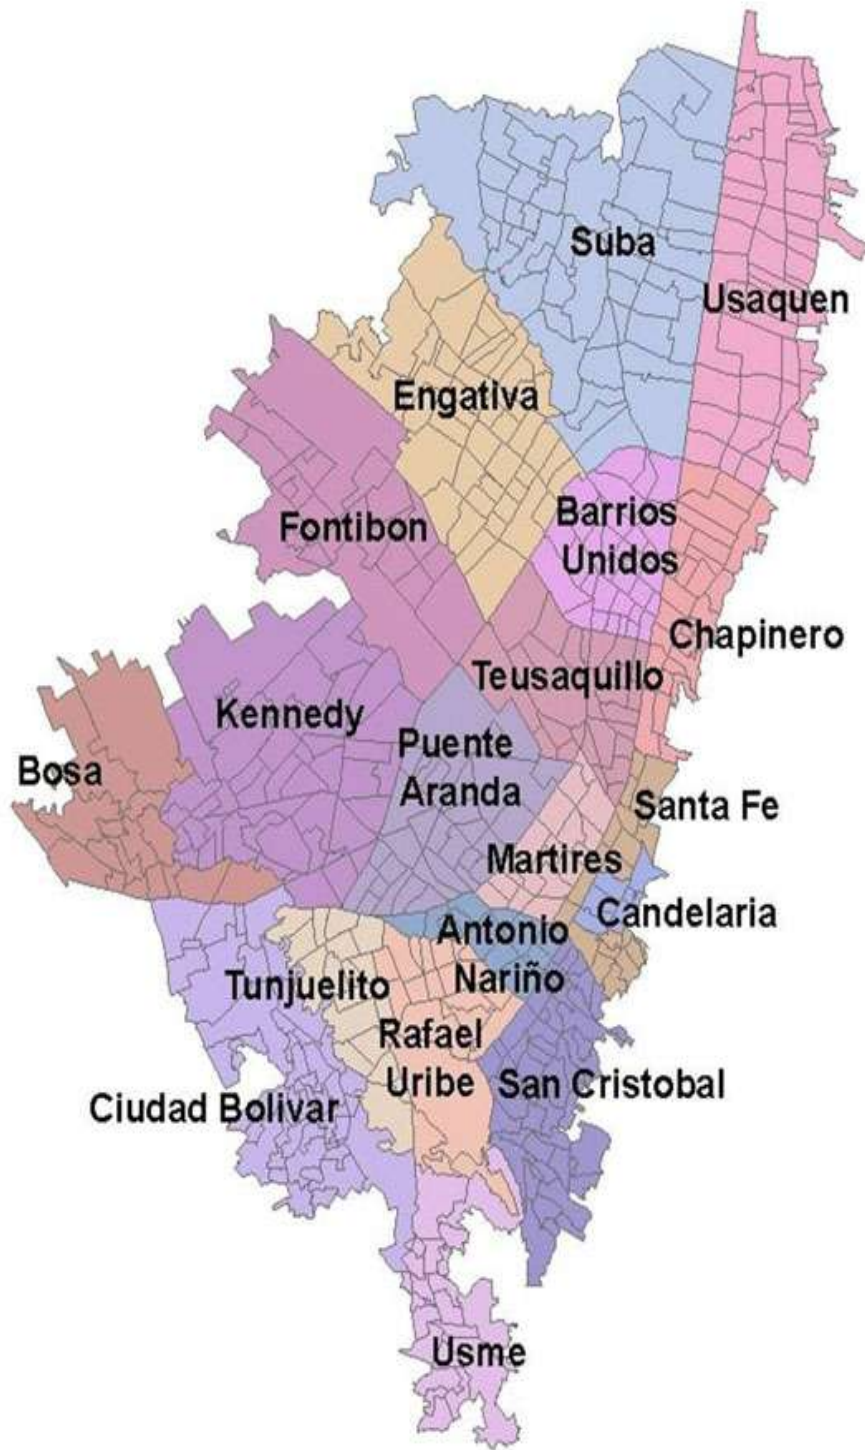 Suba
Usaquen
Engativa
Barrios
Unidos
Fontibon
Chapinero
Teusaquillo
Kennedy
Puente
Aranda
Bosa
Santa Fe
Martires
Candelaria
Antonio
Nariño
Tunjuelito
Rafael
Uribe
San Cristobal
Ciudad Bolivar
Usme